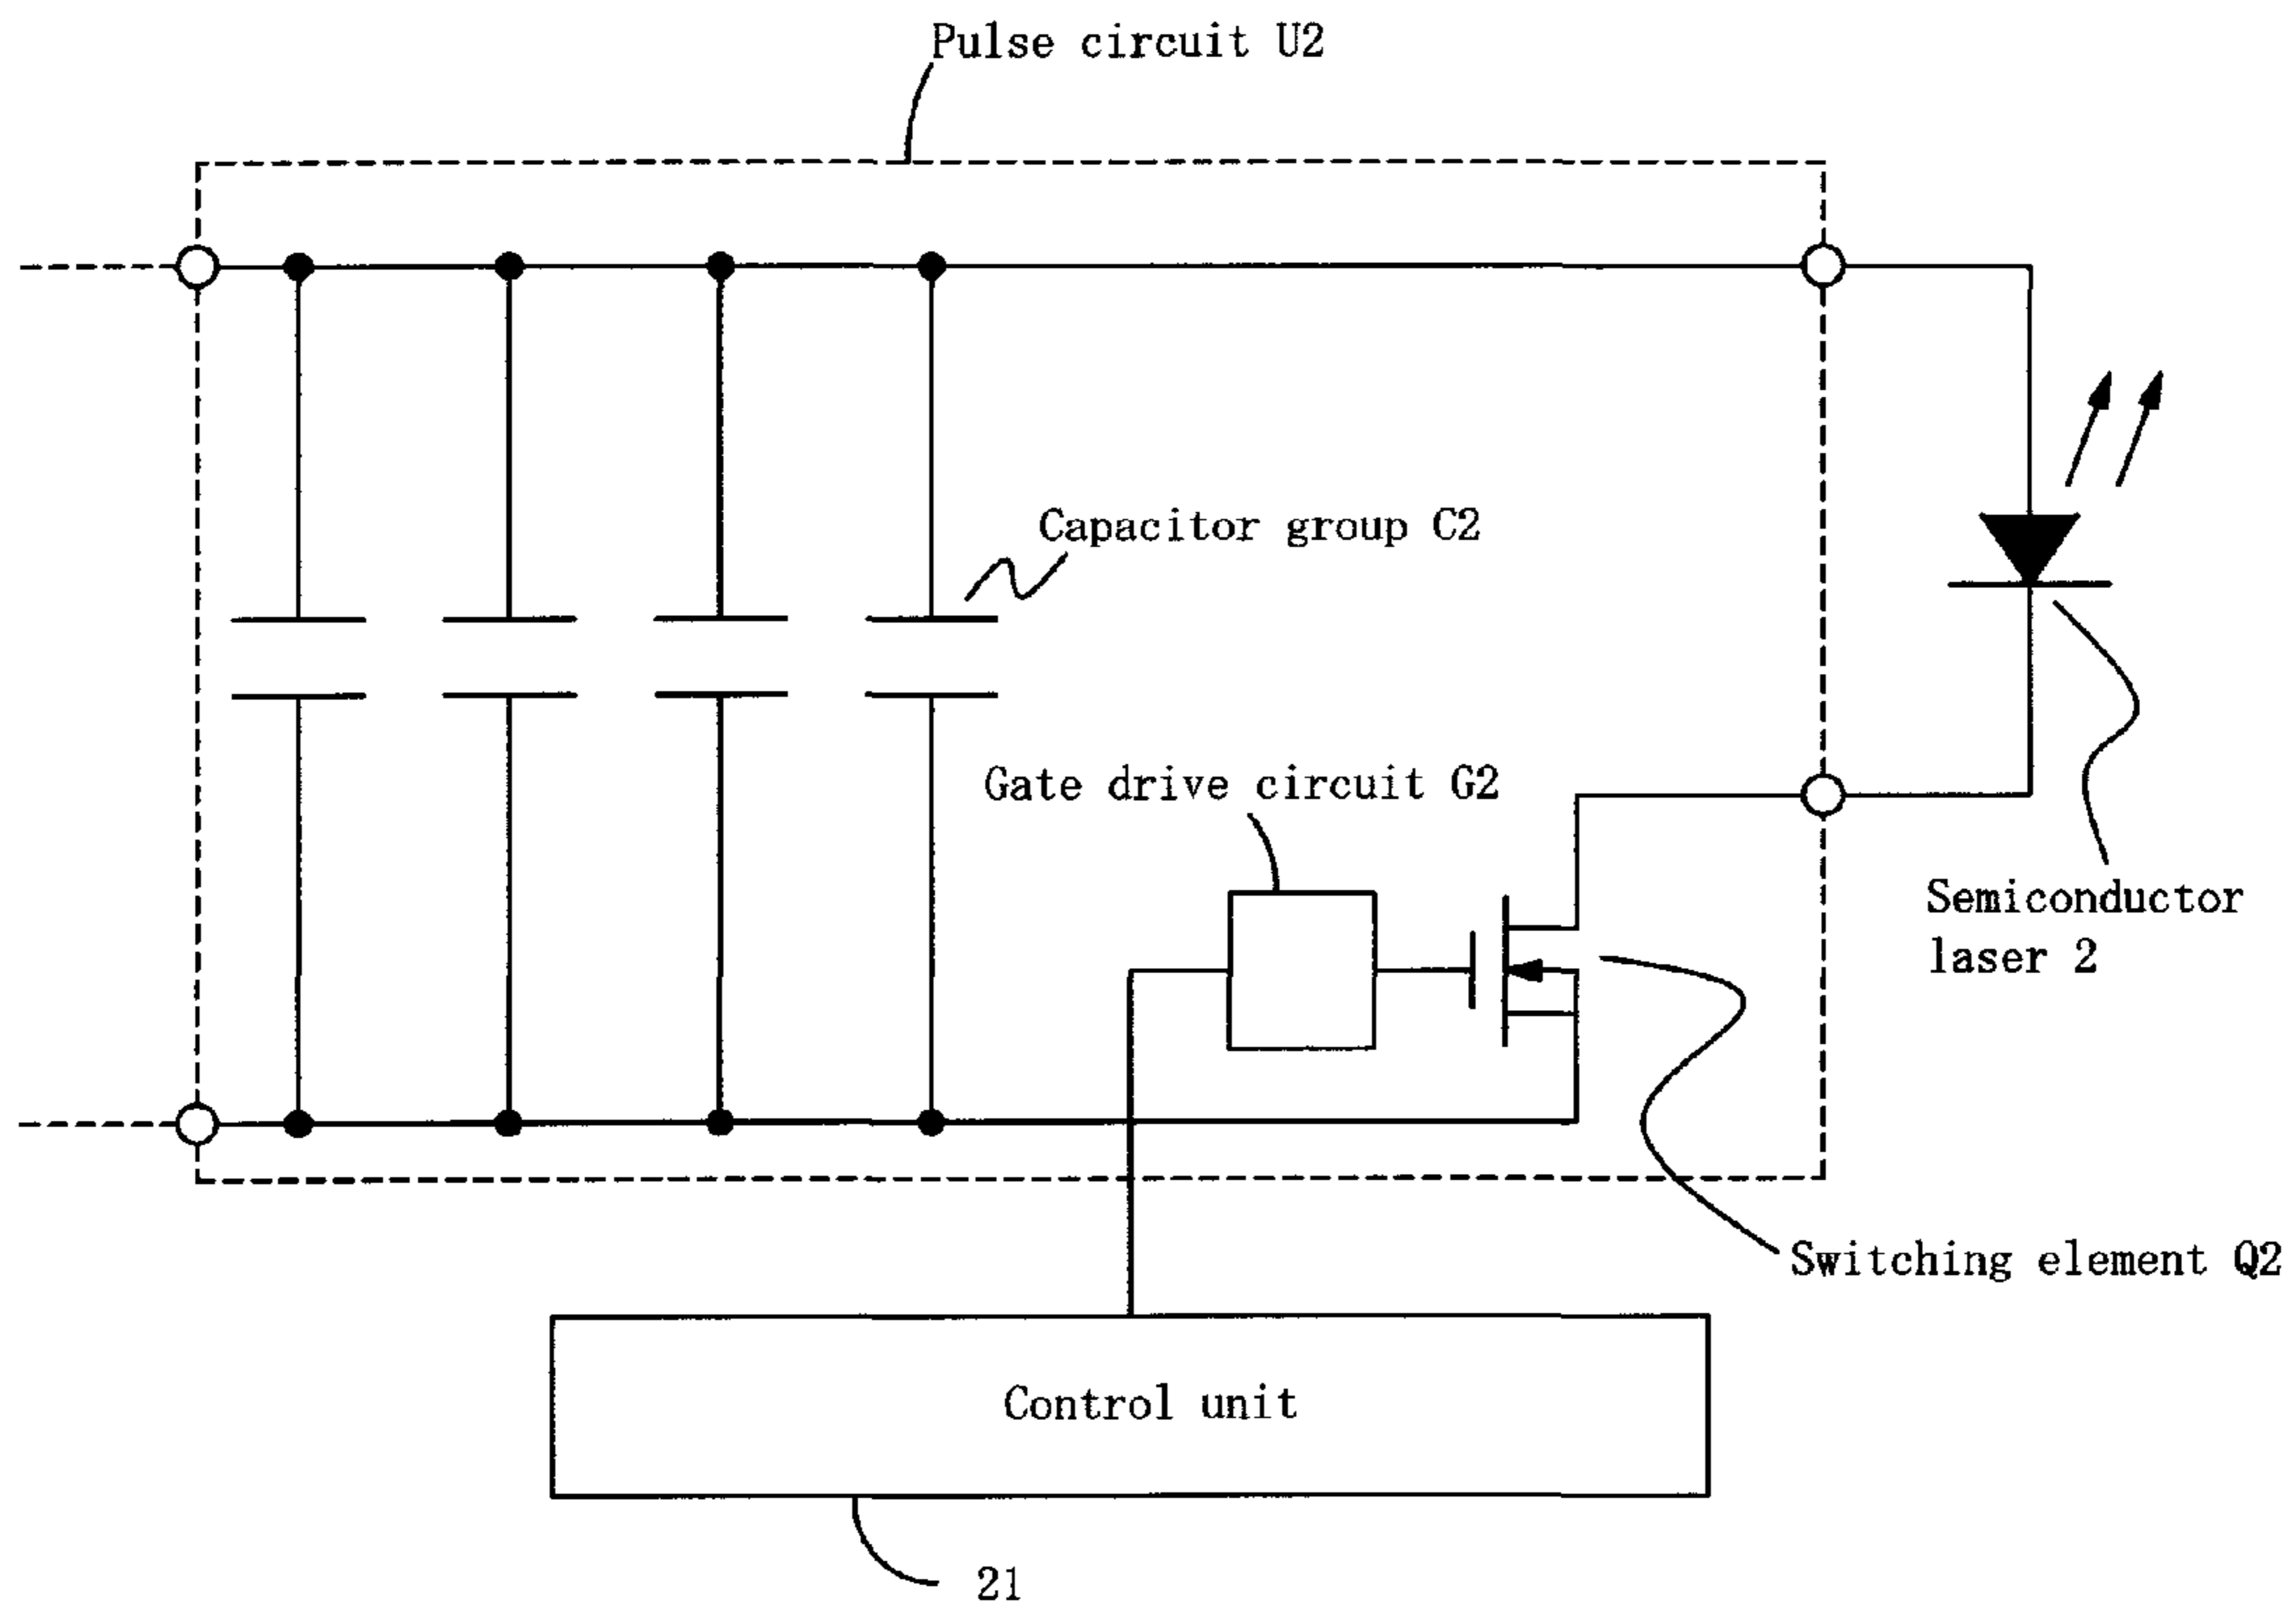 Pulse circuit U2
Capacitor group C2
Gate drive circuit G2
Semiconductor
laser 2
Switching element Q2
Control unit
21